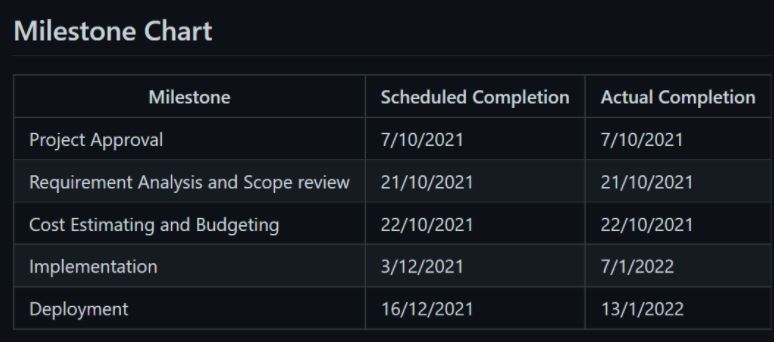 Milestone Chart
Milestone Scheduled Completion Actual Completion
Project Approval 7/10/2021 7/10/2021
Requirement Analysis and Scope review 21/10/2021 21/10/2021
Cost Estimating and Budgeting 22/10/2021 22/10/2021
Implementation 3/12/2021 7/1/2022
Deployment 16/12/2021 13/1/2022